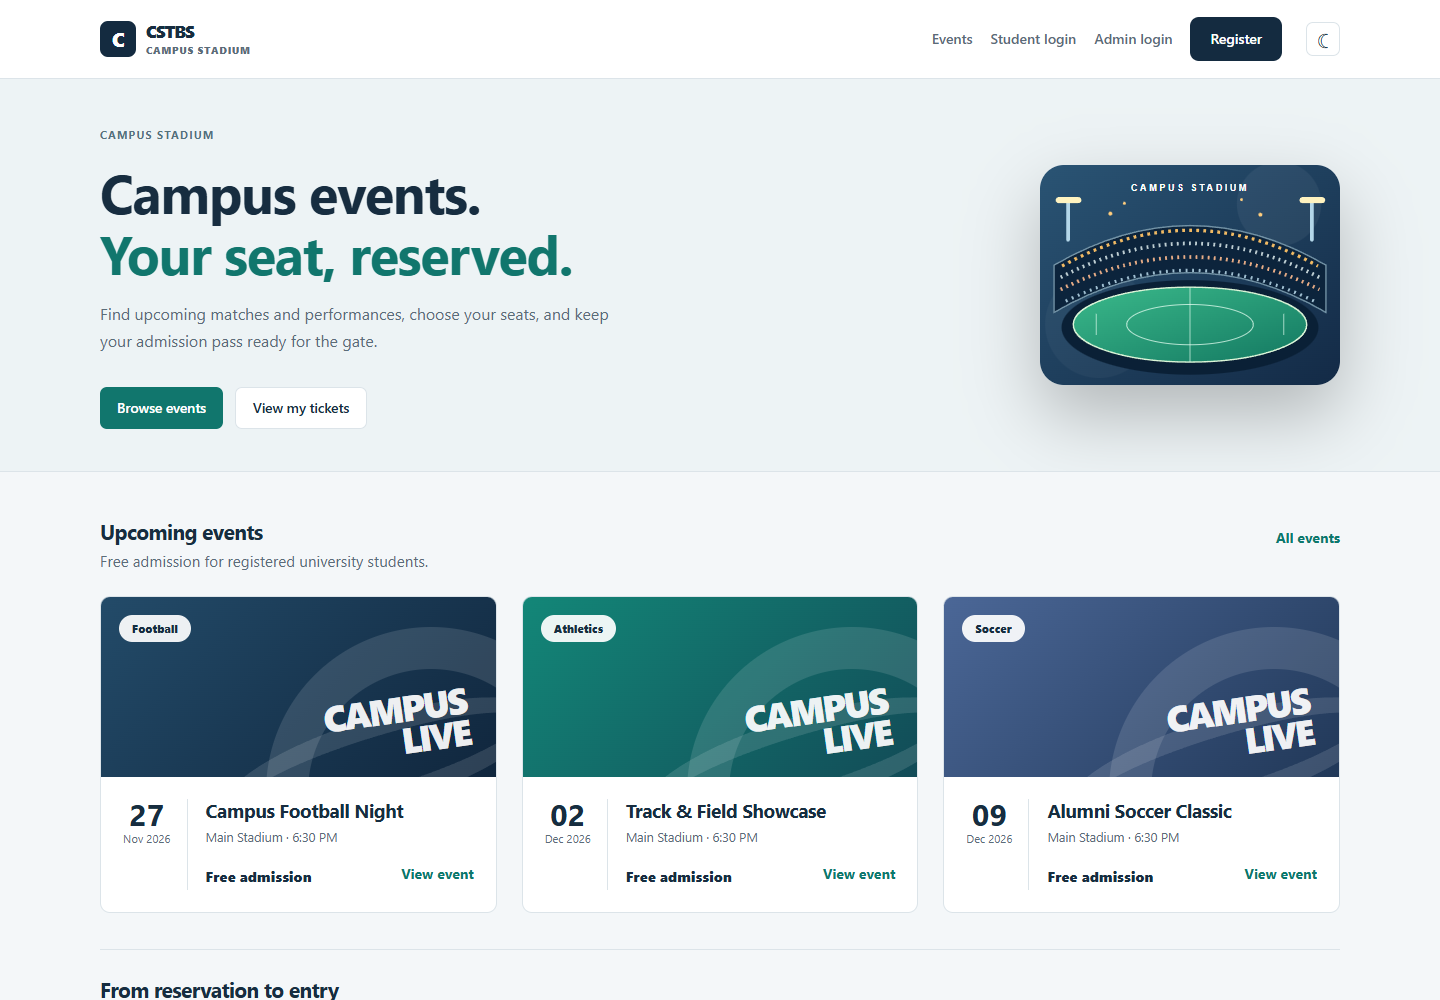 C
CSTBS
CAMPUS STADIUM
Events
Student login
Admin login
Register
CAMPUS STADIUM
Campus events.
Your seat, reserved.
Find upcoming matches and performances, choose your seats, and keep
your admission pass ready for the gate.
Browse events
View my tickets
CAMPUS STADIUM
Upcoming events
Free admission for registered university students.
All events
Football
CAMPUS
LIVE
27
Nov 2026
Campus Football Night
Main Stadium · 6:30 PM
Free admission
View event
Athletics
CAMPUS
LIVE
02
Dec 2026
Track & Field Showcase
Main Stadium · 6:30 PM
Free admission
View event
Soccer
CAMPUS
LIVE
09
Dec 2026
Alumni Soccer Classic
Main Stadium · 6:30 PM
Free admission
View event
From reservation to entry